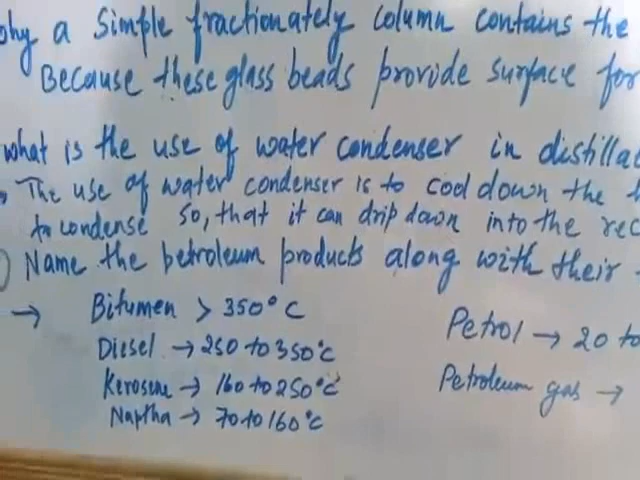 why a Simple fractionately column contains the
Because these glass beads provide surface for
what is the use of water condenser in distilla
The use of water condenser is to cool down the
to condense so, that it can drip down into the rec
Name the petroleum products along with their
→ Bitumen > 350°C
Diesel → 250 to 350°C
Kerosene → 160 to 250°C
Naptha → 70 to 160°C
Petrol → 20 to
Petroleum gas →